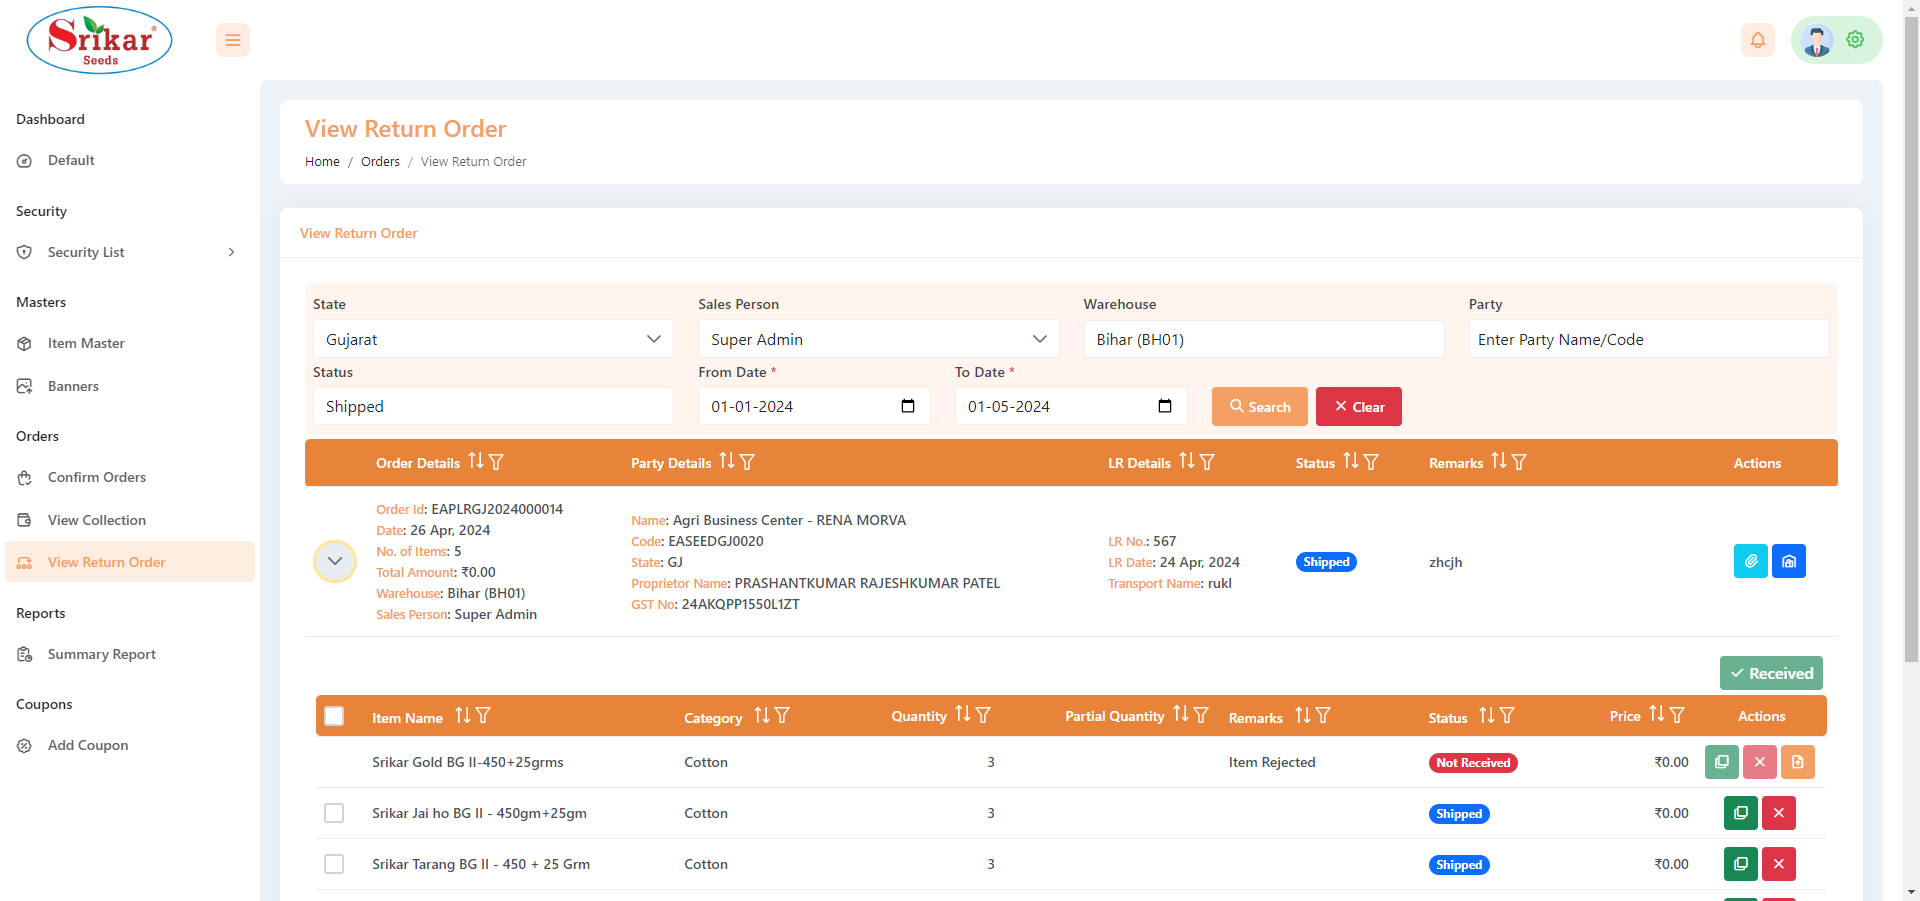 Srikar
Seeds
Dashboard
Default
Security
Security List
Masters
Item Master
Banners
Orders
Confirm Orders
View Collection
View Return Order
Reports
Summary Report
Coupons
Add Coupon
View Return Order
Home / Orders / View Return Order
View Return Order
State Sales Person Warehouse Party
Gujarat Super Admin Bihar (BH01) Enter Party Name/Code
Status From Date * To Date *
Shipped 01-01-2024 01-05-2024 Search Clear
Order Details Party Details LR Details Status Remarks Actions
Order Id: EAPLRGJ2024000014
Date: 26 Apr, 2024
No. of Items: 5
Total Amount: ₹0.00
Warehouse: Bihar (BH01)
Sales Person: Super Admin
Name: Agri Business Center - RENA MORVA
Code: EASEEDGJ0020
State: GJ
Proprietor Name: PRASHANTKUMAR RAJESHKUMAR PATEL
GST No: 24AKQPP1550L1ZT
LR No.: 567
LR Date: 24 Apr, 2024
Transport Name: rukl
Shipped
zhcjh
Received
Item Name Category Quantity Partial Quantity Remarks Status Price Actions
Srikar Gold BG II-450+25grms Cotton 3 Item Rejected Not Received ₹0.00
Srikar Jai ho BG II - 450gm+25gm Cotton 3 Shipped ₹0.00
Srikar Tarang BG II - 450 + 25 Grm Cotton 3 Shipped ₹0.00